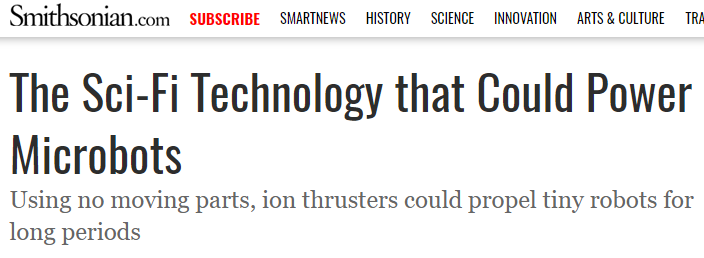 Smithsonian.com SUBSCRIBE SMARTNEWS HISTORY SCIENCE INNOVATION ARTS & CULTURE TRA
The Sci-Fi Technology that Could Power
Microbots
Using no moving parts, ion thrusters could propel tiny robots for
long periods